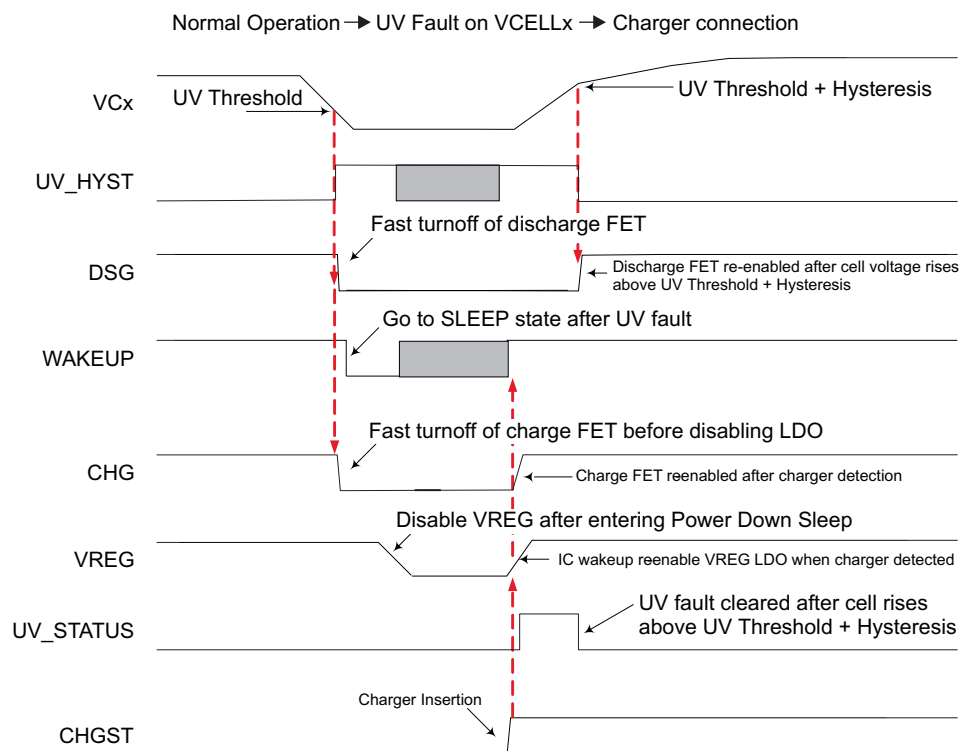 Normal Operation → UV Fault on VCELLx → Charger connection
VCx
UV Threshold
UV Threshold + Hysteresis
UV_HYST
Fast turnoff of discharge FET
DSG
Discharge FET re-enabled after cell voltage rises
above UV Threshold + Hysteresis
Go to SLEEP state after UV fault
WAKEUP
Fast turnoff of charge FET before disabling LDO
CHG
Charge FET reenabled after charger detection
Disable VREG after entering Power Down Sleep
VREG
IC wakeup reenable VREG LDO when charger detected
UV_STATUS
UV fault cleared after cell rises
above UV Threshold + Hysteresis
Charger Insertion
CHGST